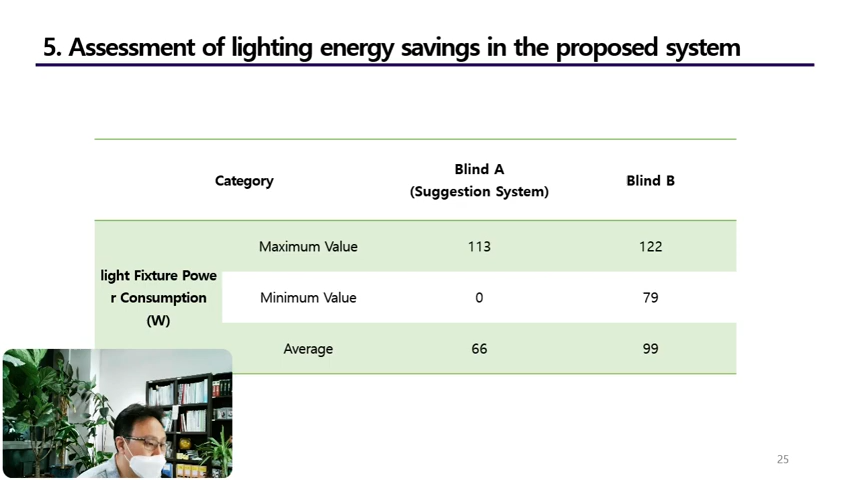 5. Assessment of lighting energy savings in the proposed system
Category
Blind A
(Suggestion System)
Blind B
light Fixture Powe
r Consumption
(W)
Maximum Value
113
122
Minimum Value
0
79
Average
66
99
25